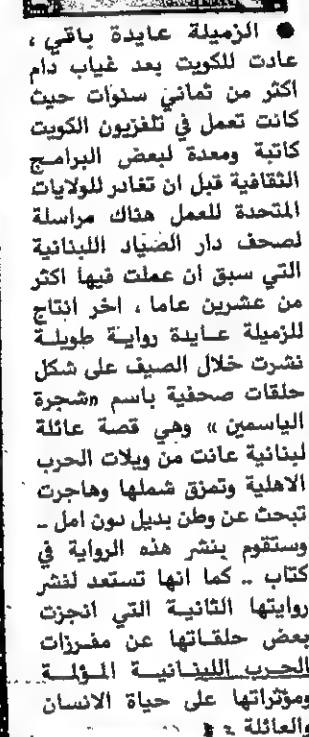 ● الزميلة عايدة باقي ،
عادت للكويت بعد غياب دام
اكثر من ثماني سنوات حيث
كانت تعمل في تلفزيون الكويت
كاتبة ومعدة لبعض البرامج
الثقافية قبل ان تغادر للولايات
المتحدة للعمل هناك مراسلة
لصحف دار الصياد اللبنانية
التي سبق ان عملت فيها اكثر
من عشرين عاما ، اخر انتاج
للزميلة عايدة رواية طويلة
نشرت خلال الصيف على شكل
حلقات صحفية باسم «شجرة
الياسمين » وهي قصة عائلة
لبنانية عانت من ويلات الحرب
الاهلية وتمزق شملها وهاجرت
تبحث عن وطن بديل دون امل ..
وستقوم بنشر هذه الرواية في
كتاب .. كما انها تستعد لنشر
روايتها الثانية التي انجزت
بعض حلقاتها عن مفرزات
الحرب اللبنانية المؤلمة
ومؤثراتها على حياة الانسان
والعائلة